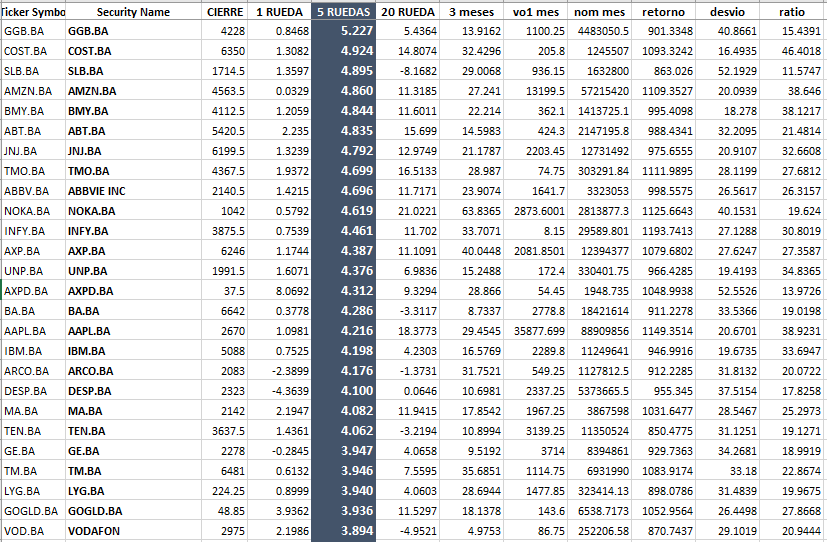 Ticker Symbo Security Name CIERRE 1 RUEDA 5 RUEDAS 20 RUEDA 3 meses vo1 mes nom mes retorno desvio ratio
GGB.BA GGB.BA 4228 0.8468 5.227 5.4364 13.9162 1100.25 4483050.5 901.3348 40.8661 15.4391
COST.BA COST.BA 6350 1.3082 4.924 14.8074 32.4296 205.8 1245507 1093.3242 16.4935 46.4018
SLB.BA SLB.BA 1714.5 1.3597 4.895 -8.1682 29.0068 936.15 1632800 863.026 52.1929 11.5747
AMZN.BA AMZN.BA 4563.5 0.0329 4.860 11.3185 27.241 13199.5 57215420 1109.3527 20.0939 38.646
BMY.BA BMY.BA 4112.5 1.2059 4.844 11.6011 22.214 362.1 1413725.1 995.4098 18.278 38.1217
ABT.BA ABT.BA 5420.5 2.235 4.835 15.699 14.5983 424.3 2147195.8 988.4341 32.2095 21.4814
JNJ.BA JNJ.BA 6199.5 1.3239 4.792 12.9749 21.1787 2203.45 12731492 975.6555 20.9107 32.6608
TMO.BA TMO.BA 4367.5 1.9372 4.699 16.5133 28.987 74.75 303291.84 1111.9895 28.1199 27.6812
ABBV.BA ABBVIE INC 2140.5 1.4215 4.696 11.7171 23.9074 1641.7 3323053 998.5575 26.5617 26.3157
NOKA.BA NOKA.BA 1042 0.5792 4.619 21.0221 63.8365 2873.6001 2813877.3 1125.6643 40.1531 19.624
INFY.BA INFY.BA 3875.5 0.7539 4.461 11.702 33.7071 8.15 29589.801 1193.7413 27.1288 30.8019
AXP.BA AXP.BA 6246 1.1744 4.387 11.1091 40.0448 2081.8501 12394377 1079.6802 27.6247 27.3587
UNP.BA UNP.BA 1991.5 1.6071 4.376 6.9836 15.2488 172.4 330401.75 966.4285 19.4193 34.8365
AXPD.BA AXPD.BA 37.5 8.0692 4.312 9.3294 28.866 54.45 1948.735 1048.9938 52.5526 13.9726
BA.BA BA.BA 6642 0.3778 4.286 -3.3117 8.7337 2778.8 18421614 911.2278 33.5366 19.0198
AAPL.BA AAPL.BA 2670 1.0981 4.216 18.3773 29.4545 35877.699 88909856 1149.3514 20.6701 38.9231
IBM.BA IBM.BA 5088 0.7525 4.198 4.2303 16.5769 2289.8 11249641 946.9916 19.6735 33.6947
ARCO.BA ARCO.BA 2083 -2.3899 4.176 -1.3731 31.7521 549.25 1127812.5 912.2285 31.8132 20.0722
DESP.BA DESP.BA 2323 -4.3639 4.100 0.0646 10.6981 2337.25 5373665.5 955.345 37.5154 17.8258
MA.BA MA.BA 2142 2.1947 4.082 11.9415 17.8542 1967.25 3867598 1031.6477 28.5467 25.2973
TEN.BA TEN.BA 3637.5 1.4361 4.062 -3.2194 10.8994 3139.25 11350524 850.4775 31.1251 19.1271
GE.BA GE.BA 2278 -0.2845 3.947 4.0658 9.5192 3714 8394861 929.7363 34.2681 18.9919
TM.BA TM.BA 6481 0.6132 3.946 7.5595 35.6851 1114.75 6931990 1083.9174 33.18 22.8674
LYG.BA LYG.BA 224.25 0.8999 3.940 4.0603 28.6944 1477.85 323414.13 898.0786 31.4839 19.9675
GOGLD.BA GOGLD.BA 48.85 3.9362 3.936 11.5297 18.1378 143.6 6538.7173 1052.9564 26.4498 27.8668
VOD.BA VODAFON 2975 2.1986 3.894 -4.9521 4.9753 86.75 252206.58 870.7437 29.1019 20.9444